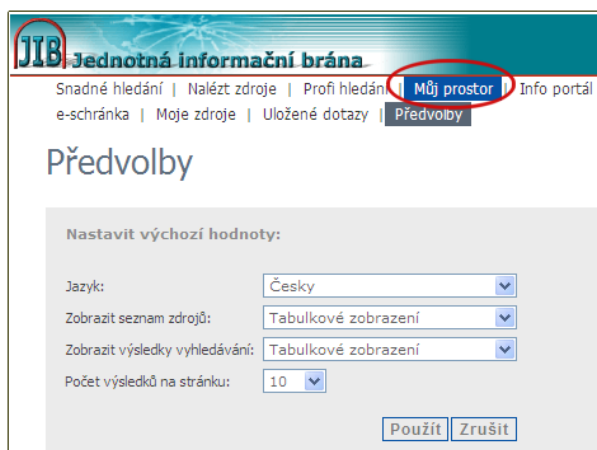 JIB Jednotná informační brána
Snadné hledání | Nalézt zdroje | Profi hledání | Můj prostor | Info portál
e-schránka | Moje zdroje | Uložené dotazy | Předvolby
Předvolby
Nastavit výchozí hodnoty:
Jazyk: Česky
Zobrazit seznam zdrojů: Tabulkové zobrazení
Zobrazit výsledky vyhledávání: Tabulkové zobrazení
Počet výsledků na stránku: 10
Použít Zrušit